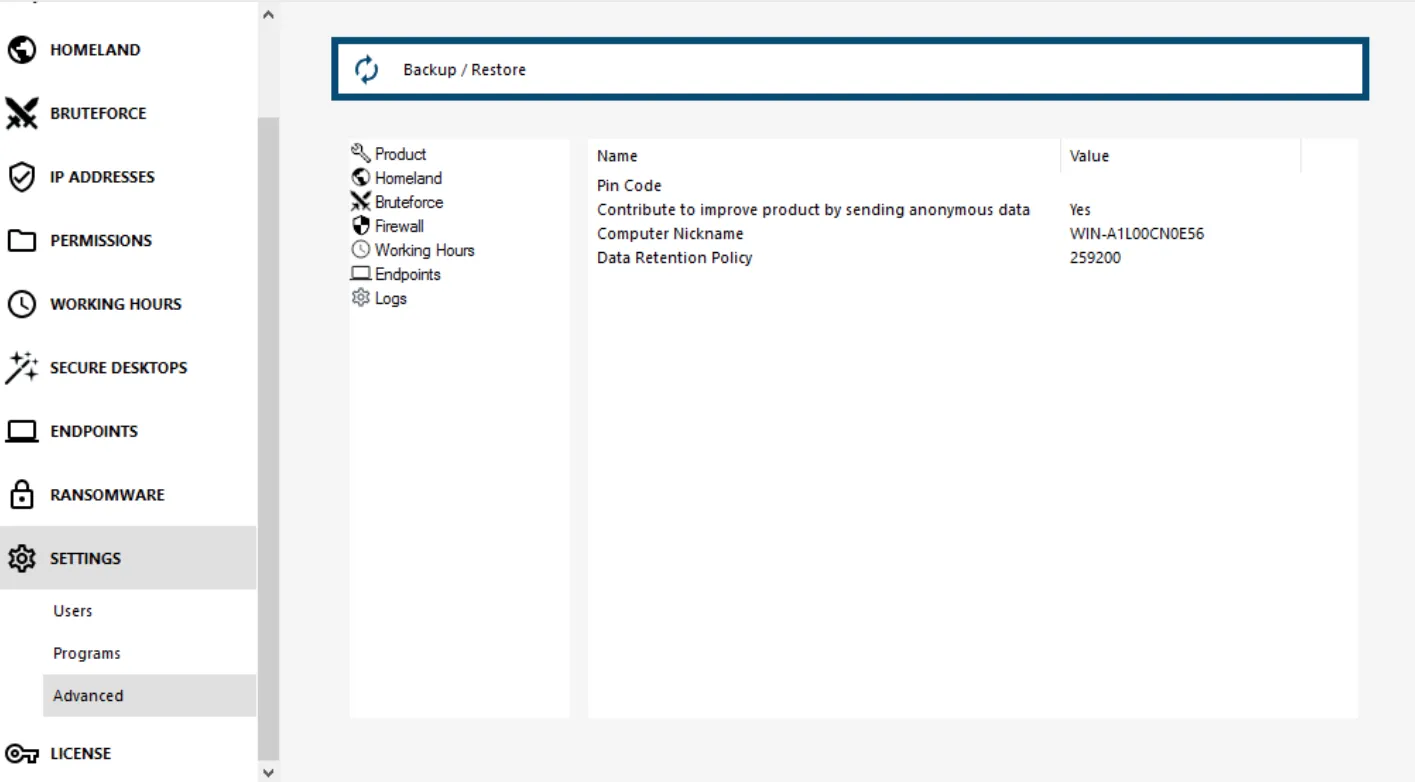 HOMELAND
BRUTEFORCE
IP ADDRESSES
PERMISSIONS
WORKING HOURS
SECURE DESKTOPS
ENDPOINTS
RANSOMWARE
SETTINGS
Users
Programs
Advanced
LICENSE
Backup / Restore
Product
Homeland
Bruteforce
Firewall
Working Hours
Endpoints
Logs
Name Value
Pin Code
Contribute to improve product by sending anonymous data Yes
Computer Nickname WIN-A1L00CN0E56
Data Retention Policy 259200